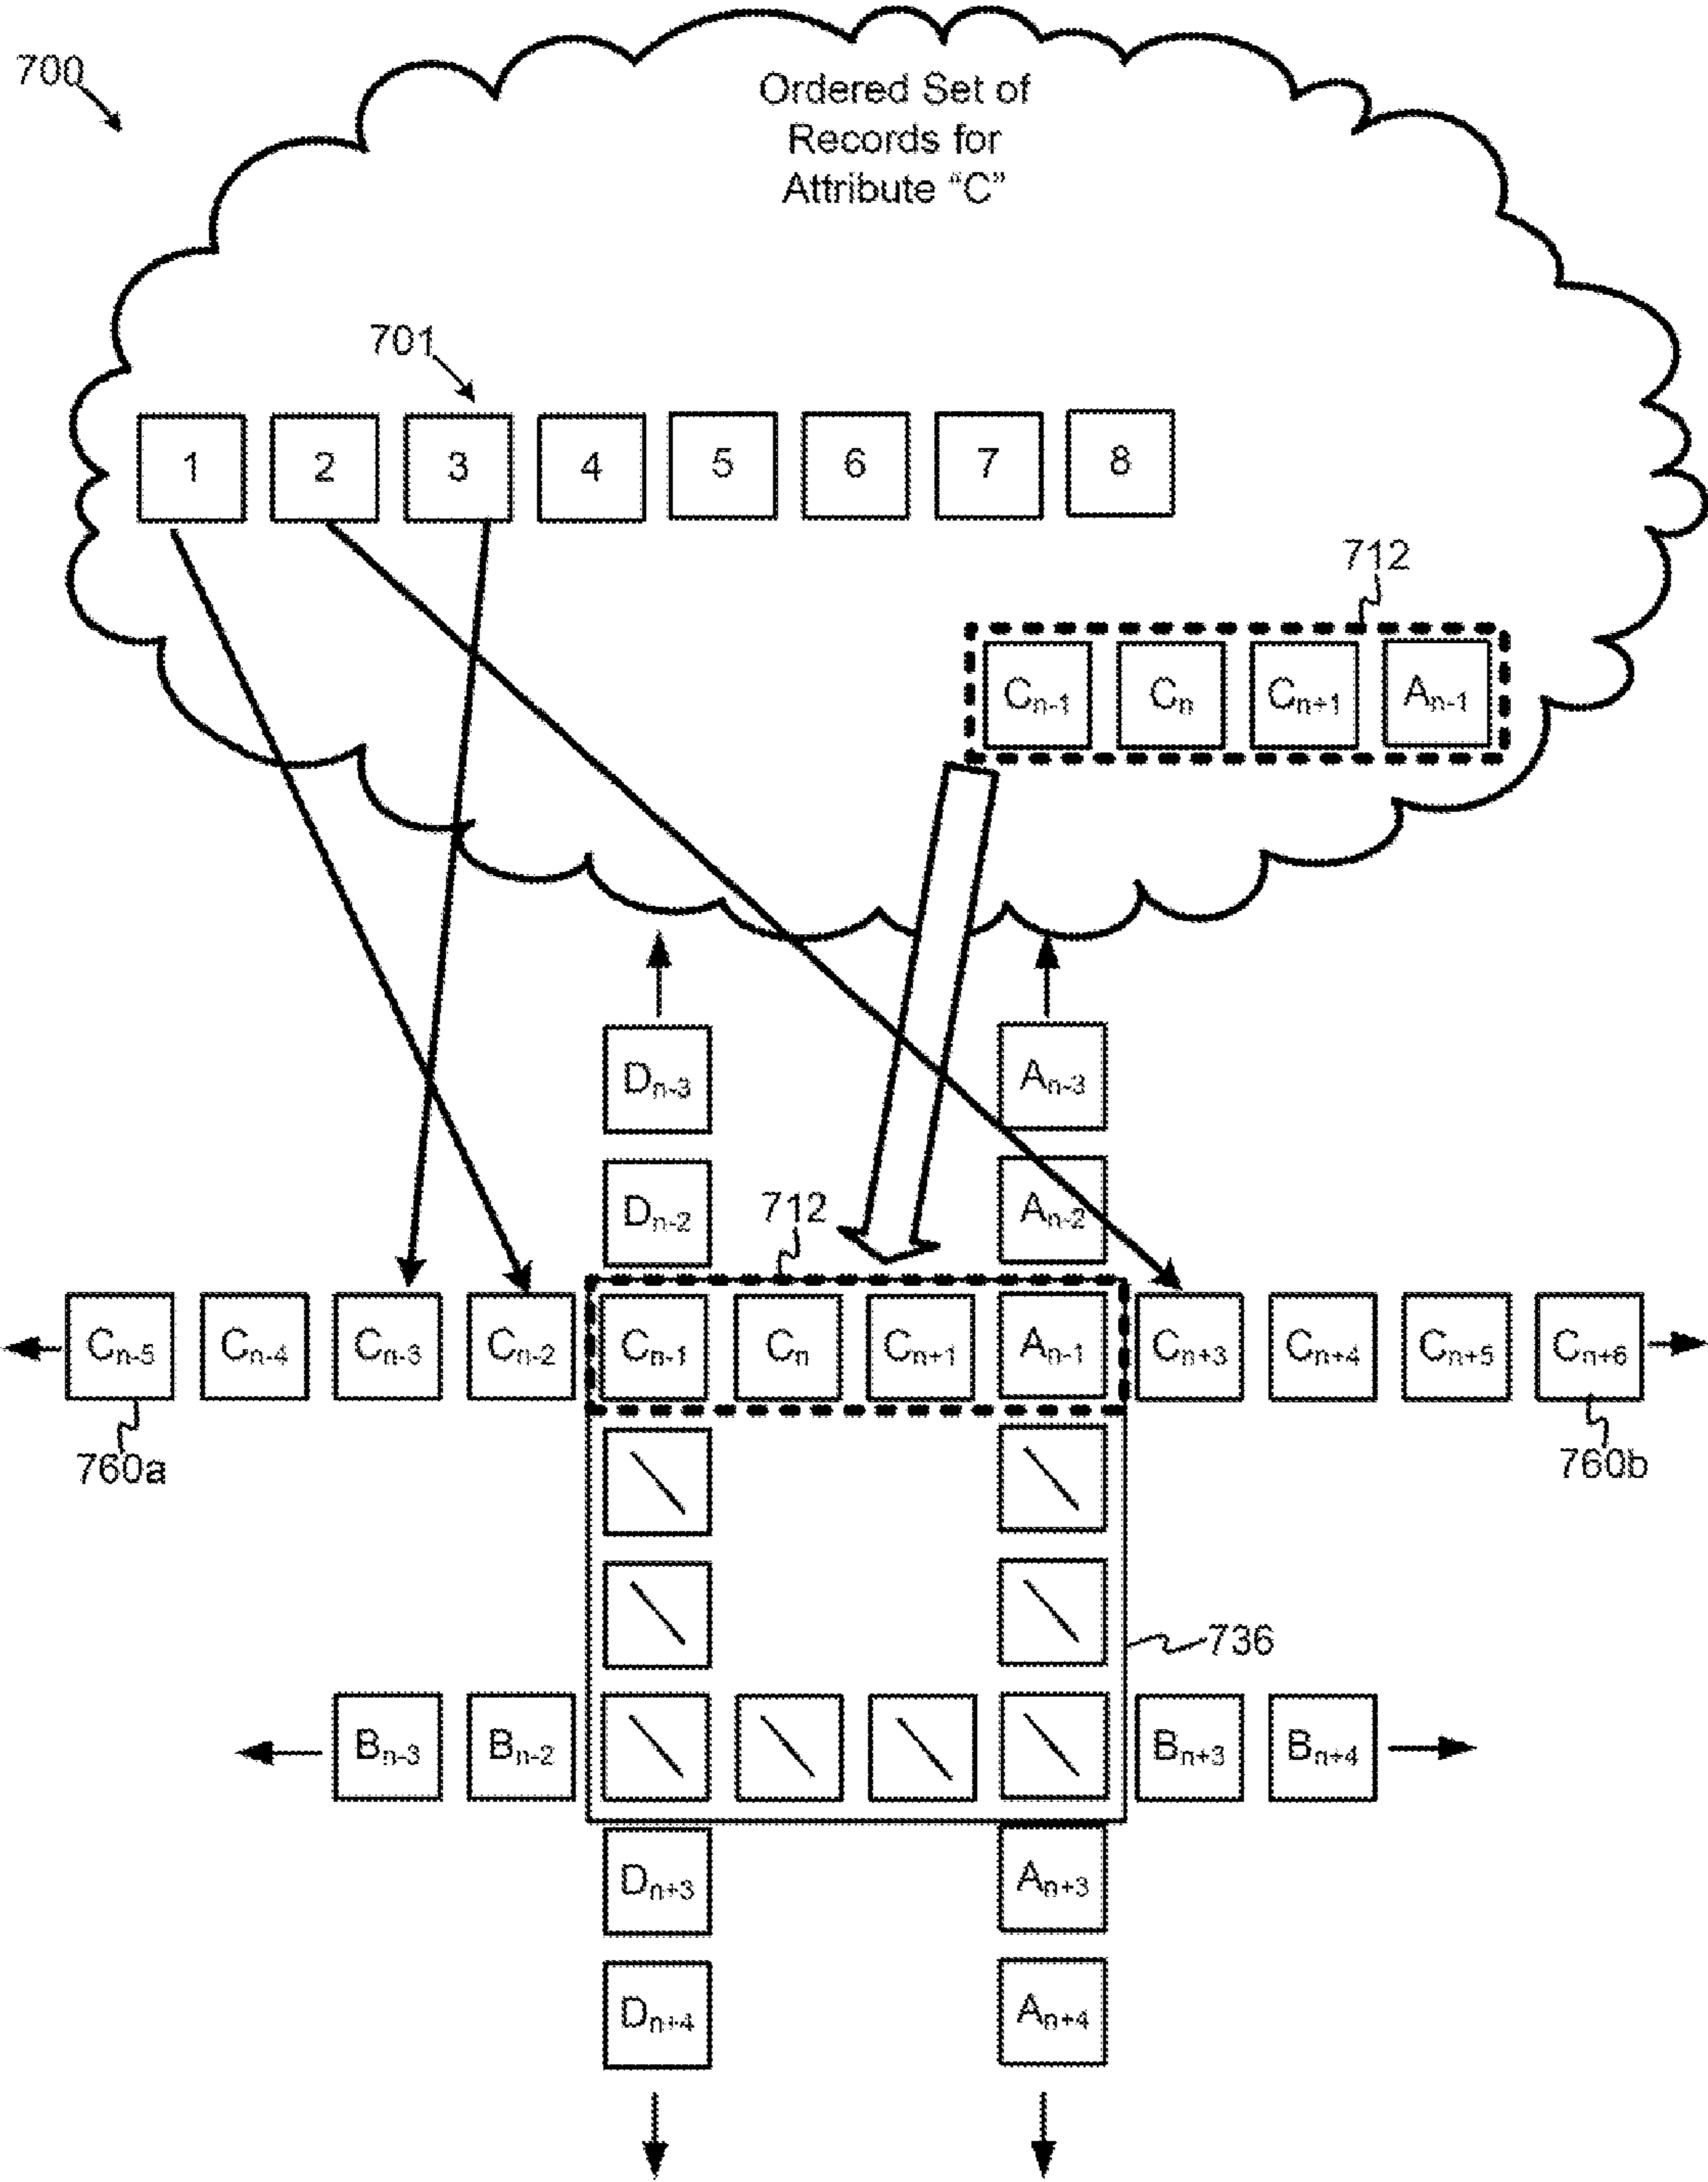 700
Ordered Set of
Records for
Attribute “C”
701
1 2 3 4 5 6 7 8
712
Cn-1 Cn Cn+1 An-1
Dn-3 An-3
Dn-2 An-2
712
Cn-5 Cn-4 Cn-3 Cn-2 Cn-1 Cn Cn+1 An-1 Cn+3 Cn+4 Cn+5 Cn+6
760a 760b
736
Bn-3 Bn-2 Bn+3 Bn+4
Dn+3 An+3
Dn+4 An+4